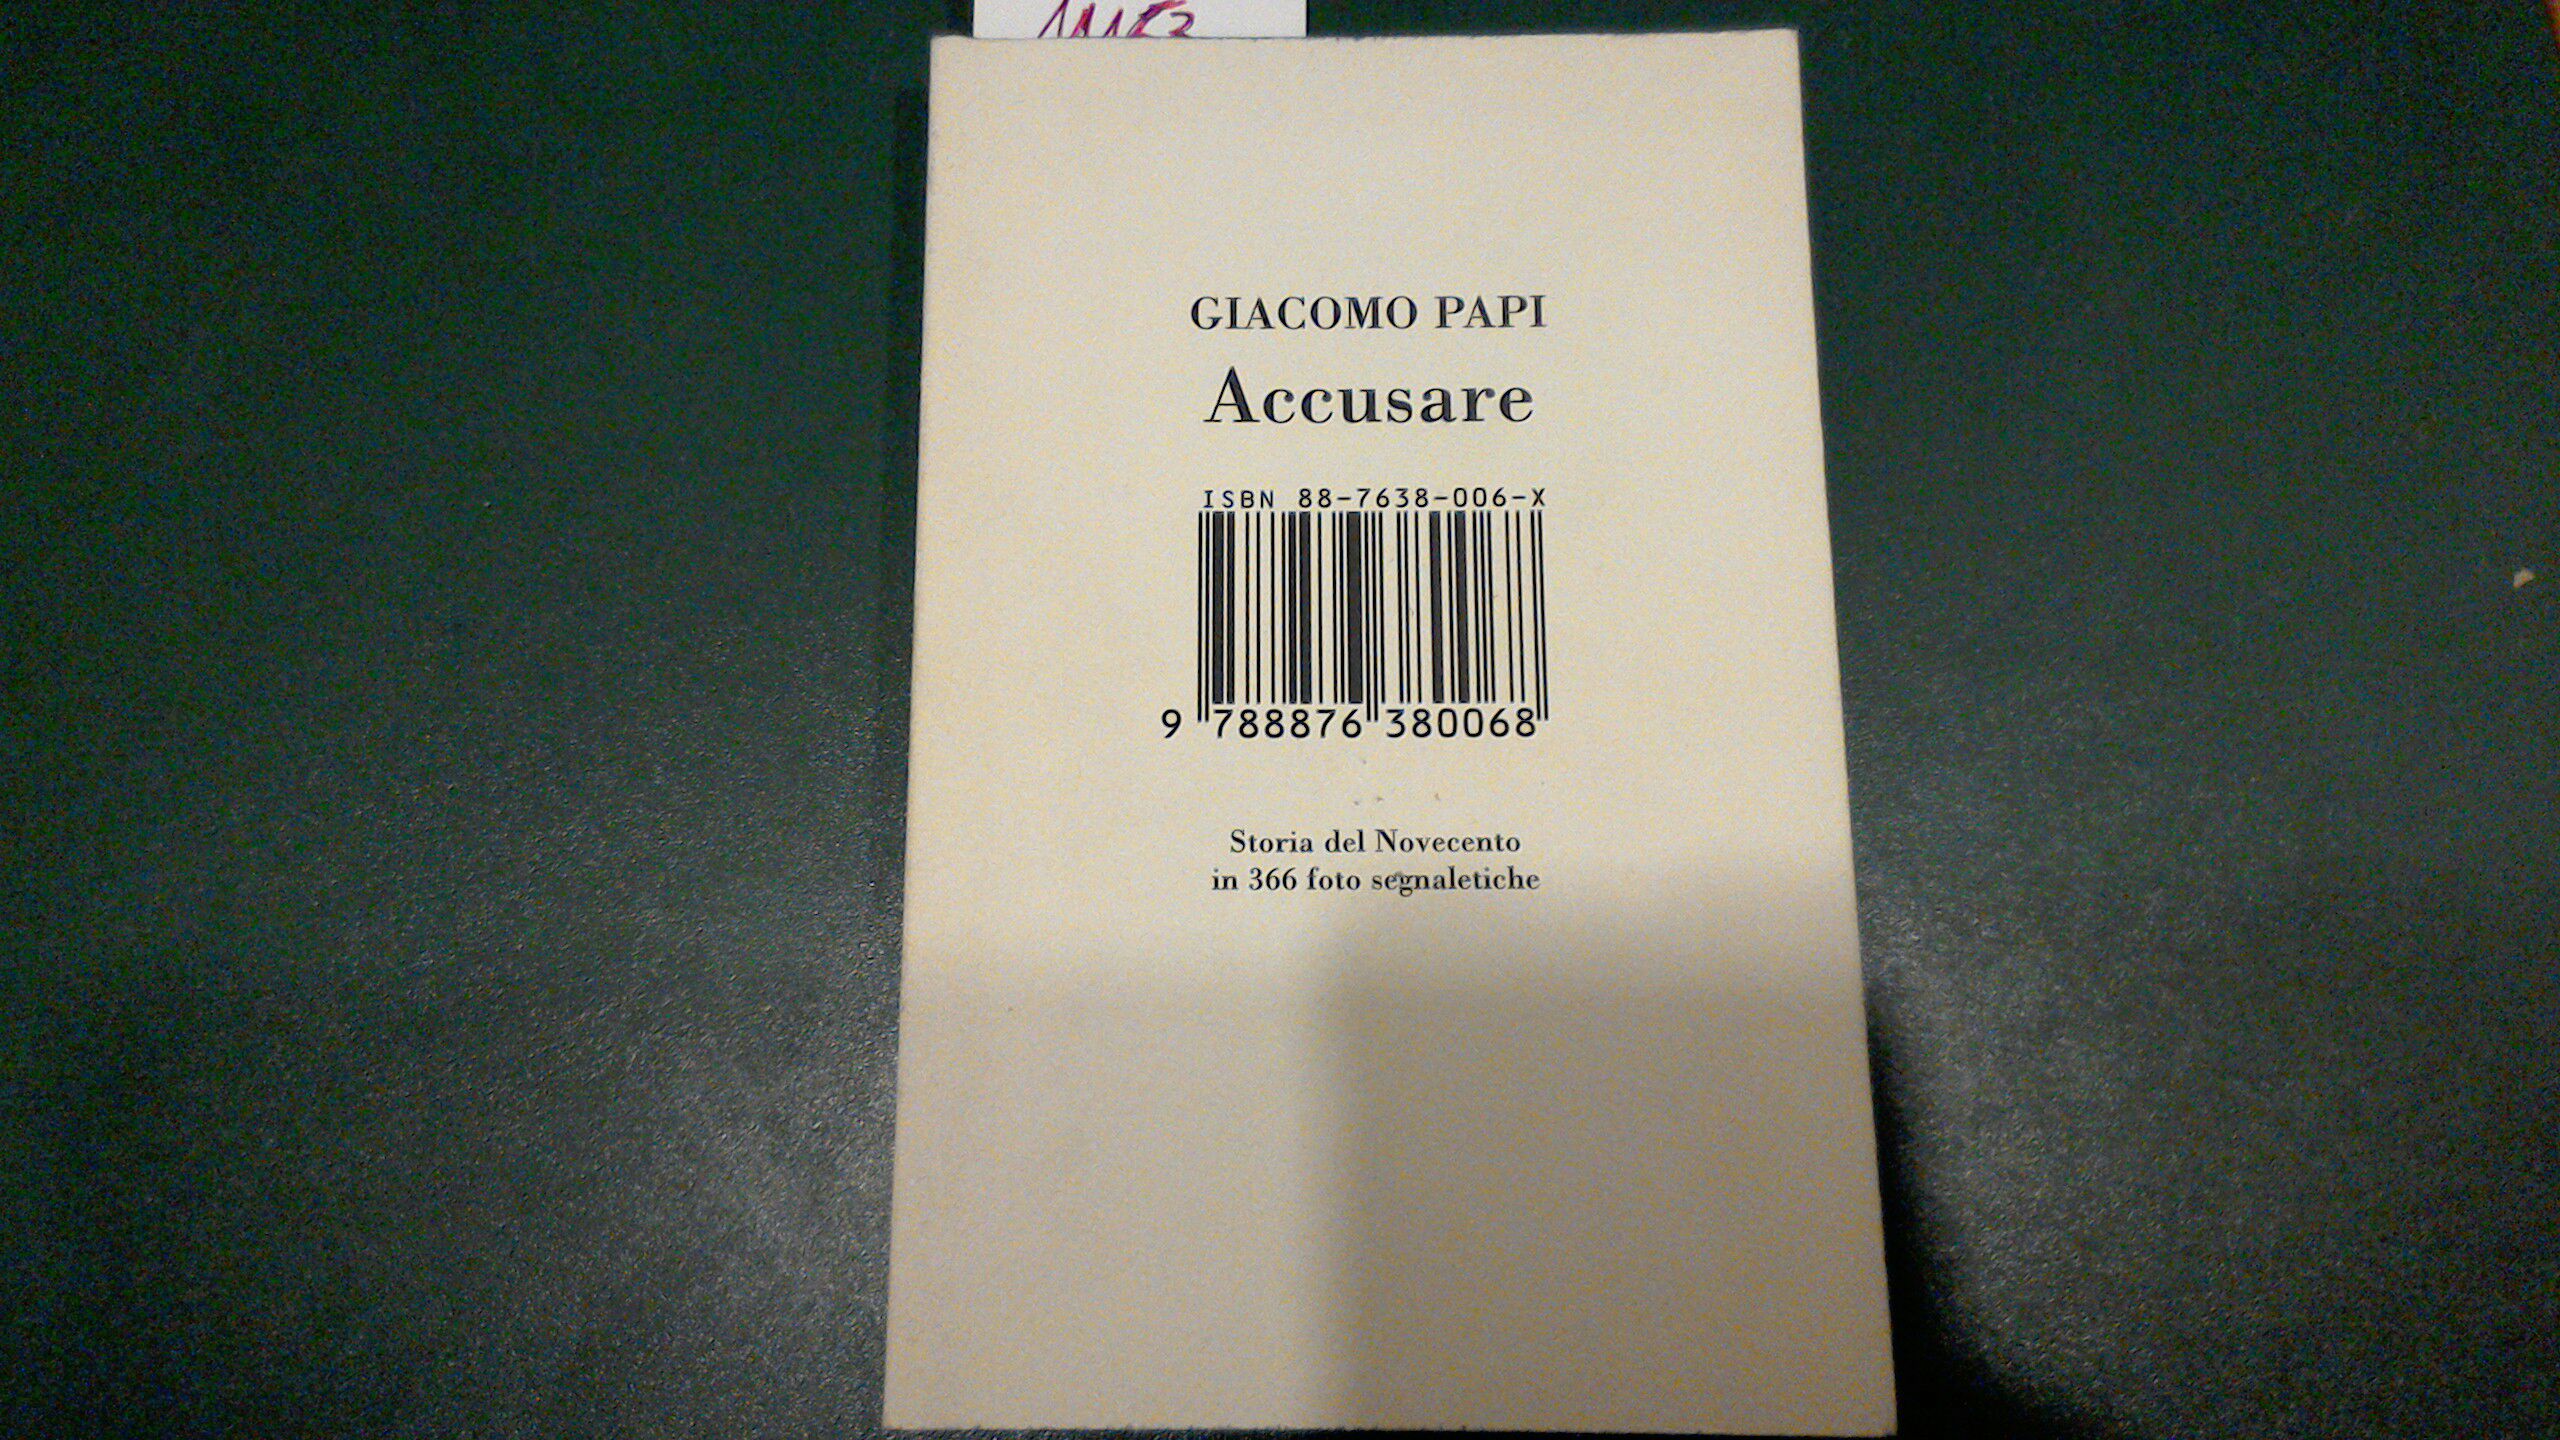 GIACOMO PAPI
Accusare
ISBN 88-7638-006-X
9 788876 380068
Storia del Novecento
in 366 foto segnaletiche